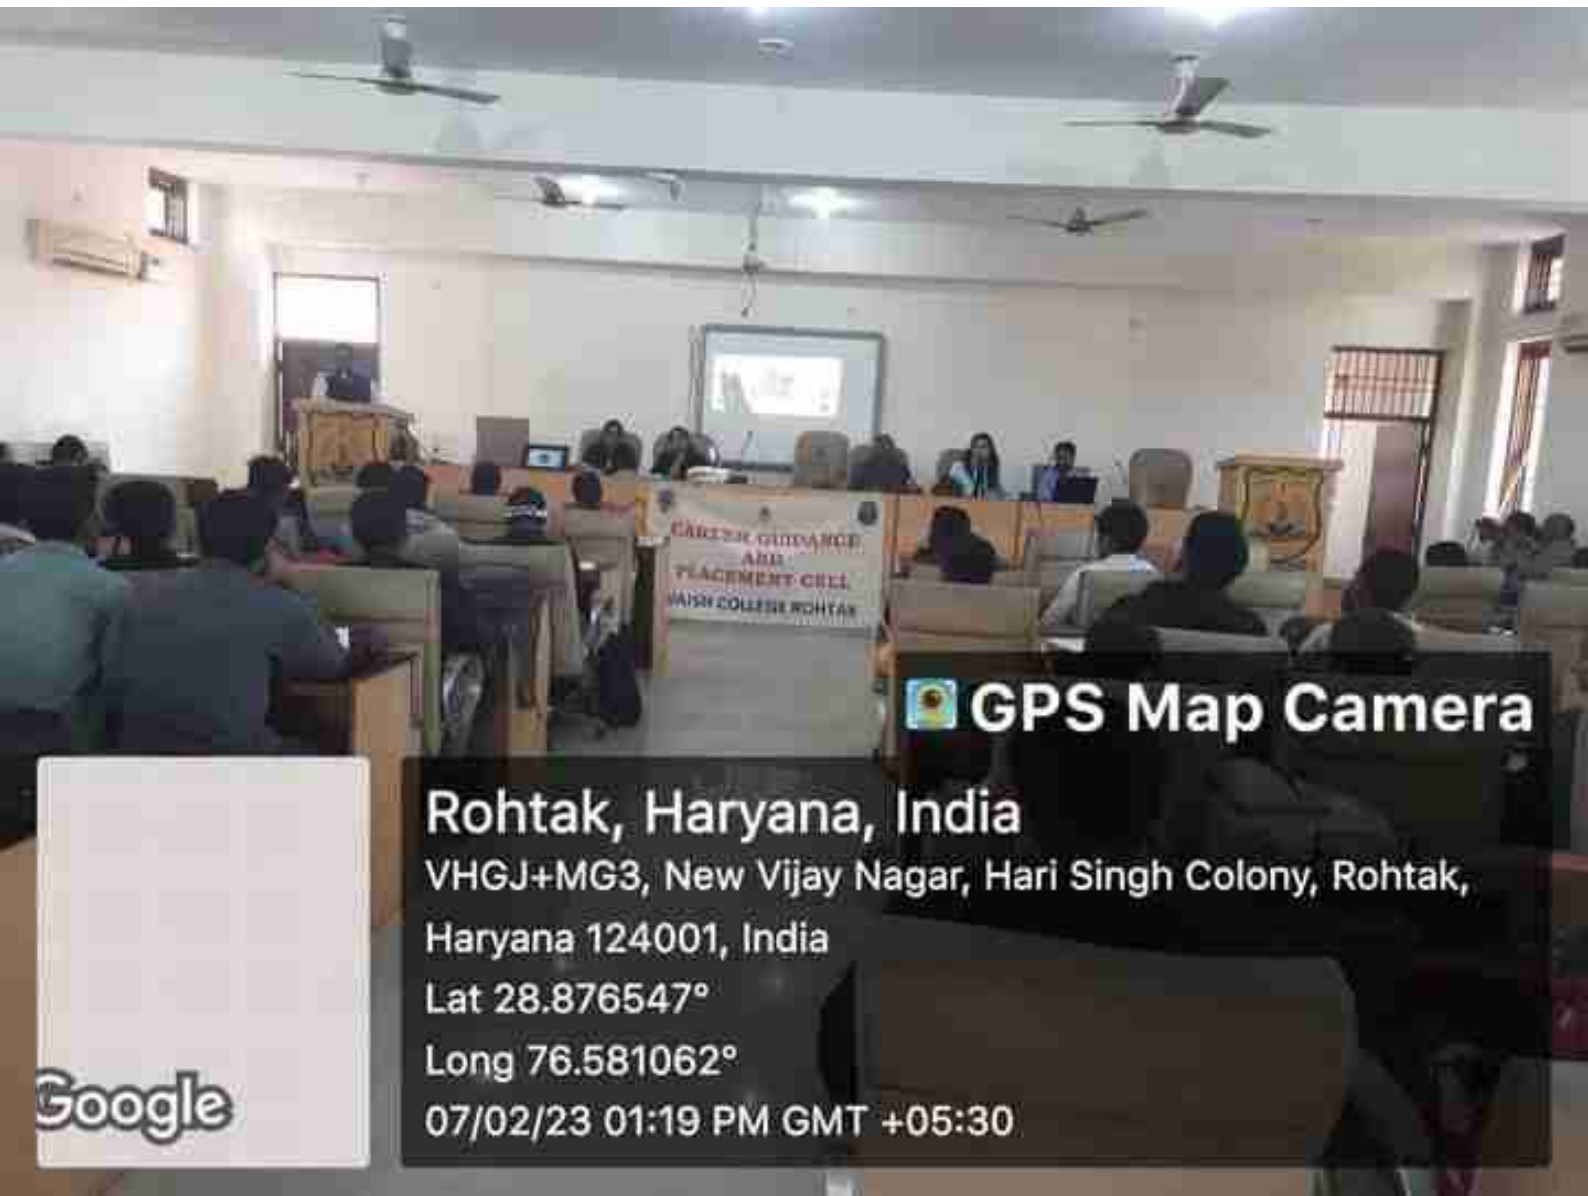 CAREER GUIDANCE
AND
PLACEMENT CELL
VAISH COLLEGE ROHTAK
GPS Map Camera
Rohtak, Haryana, India
VHGJ+MG3, New Vijay Nagar, Hari Singh Colony, Rohtak,
Haryana 124001, India
Lat 28.876547°
Long 76.581062°
07/02/23 01:19 PM GMT +05:30
Google